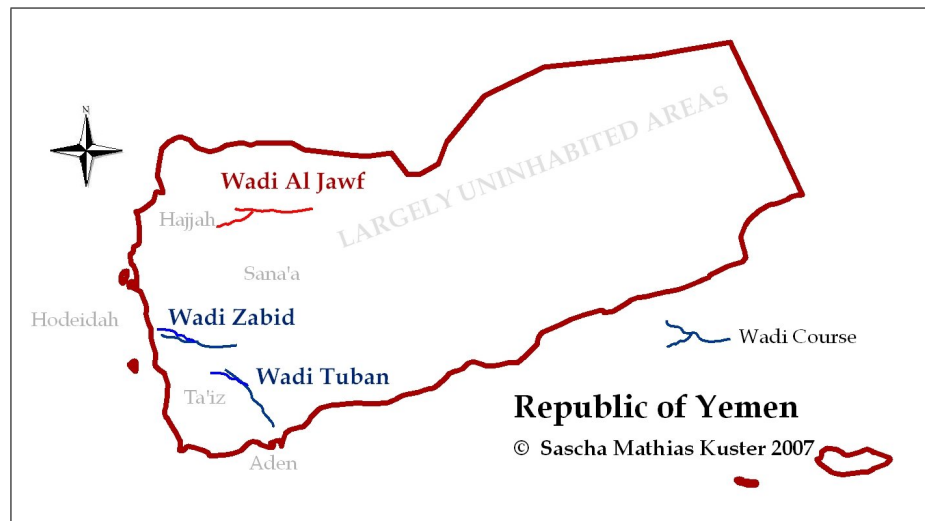 N
LARGELY UNINHABITED AREAS
Wadi Al Jawf
Hajjah
Sana'a
Hodeidah
Wadi Zabid
Wadi Course
Wadi Tuban
Ta'iz
Republic of Yemen
© Sascha Mathias Kuster 2007
Aden